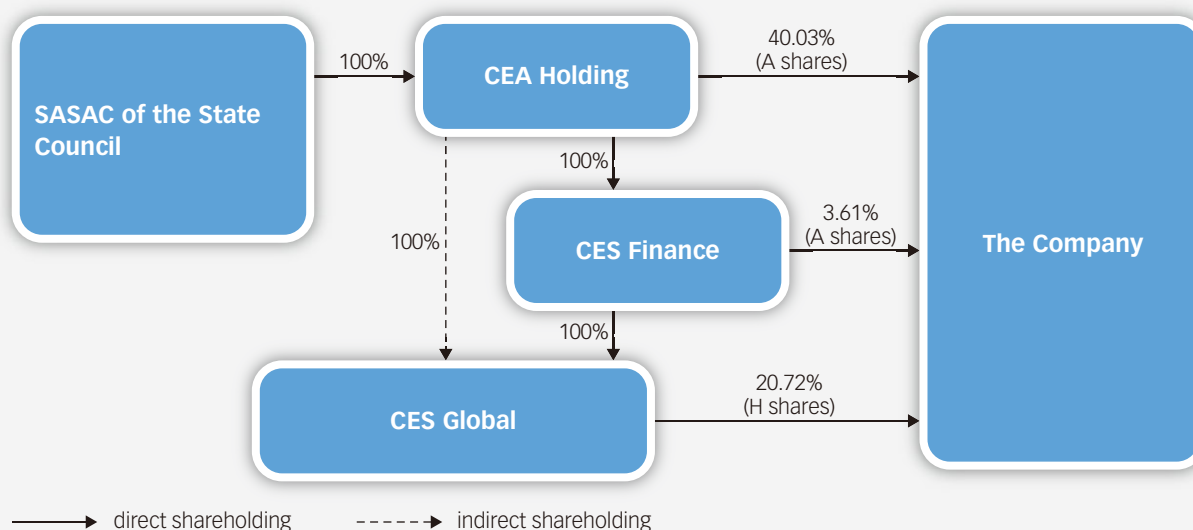 SASAC of the State
Council
100%
CEA Holding
40.03%
(A shares)
100%
CES Finance
3.61%
(A shares)
The Company
100%
100%
CES Global
20.72%
(H shares)
direct shareholding
indirect shareholding